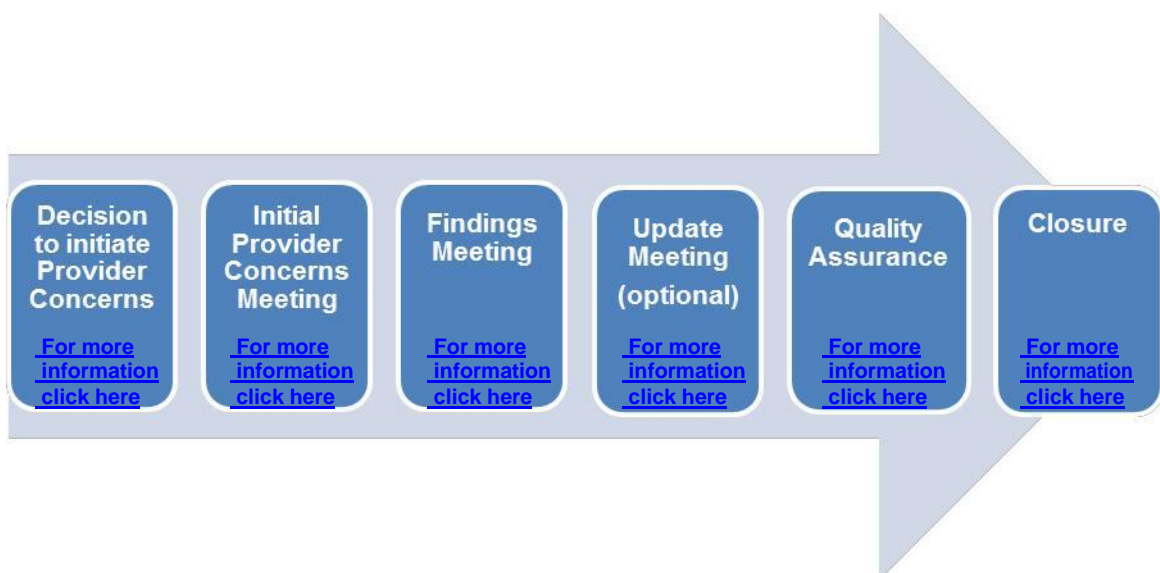 Decision
to initiate
Provider
Concerns
For more
information
click here
Initial
Provider
Concerns
Meeting
For more
information
click here
Findings
Meeting
For more
information
click here
Update
Meeting
(optional)
For more
information
click here
Quality
Assurance
For more
information
click here
Closure
For more
information
click here